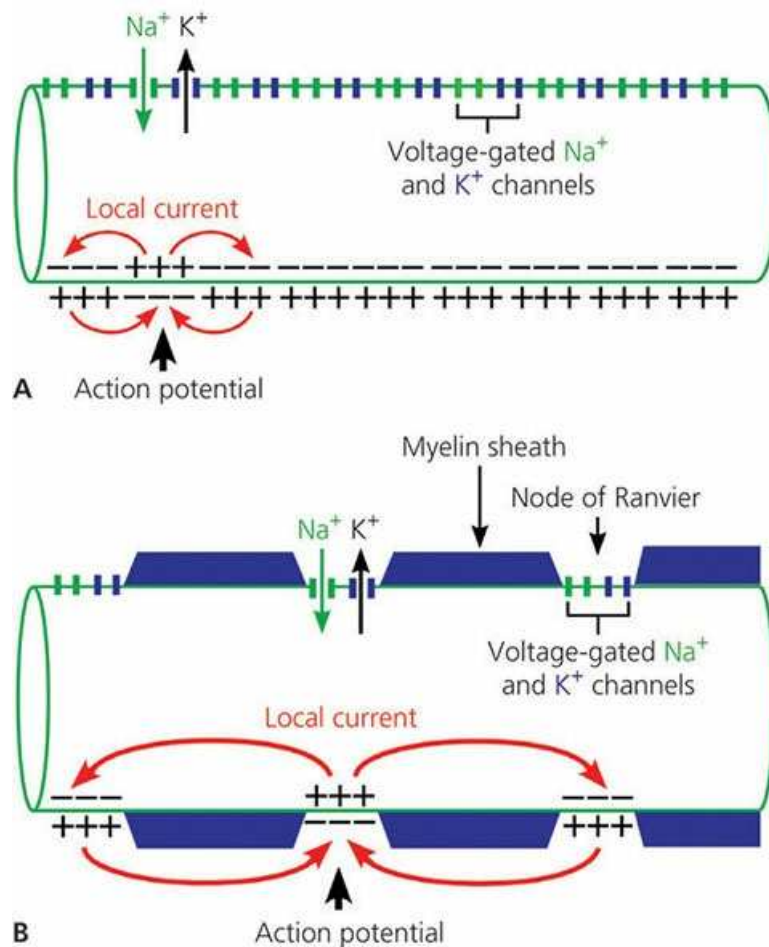 Na⁺ K⁺
Voltage-gated Na⁺
and K⁺ channels
Local current
– – – + + + – – – – – – – – – – – – – – – – – – – – –
+ + + – – – + + + + + + + + + + + + + + + + + + + + +
A Action potential
Myelin sheath
Node of Ranvier
Na⁺ K⁺
Voltage-gated Na⁺
and K⁺ channels
Local current
+ + +
– – – – – –
+ + + – – – + + +
B Action potential